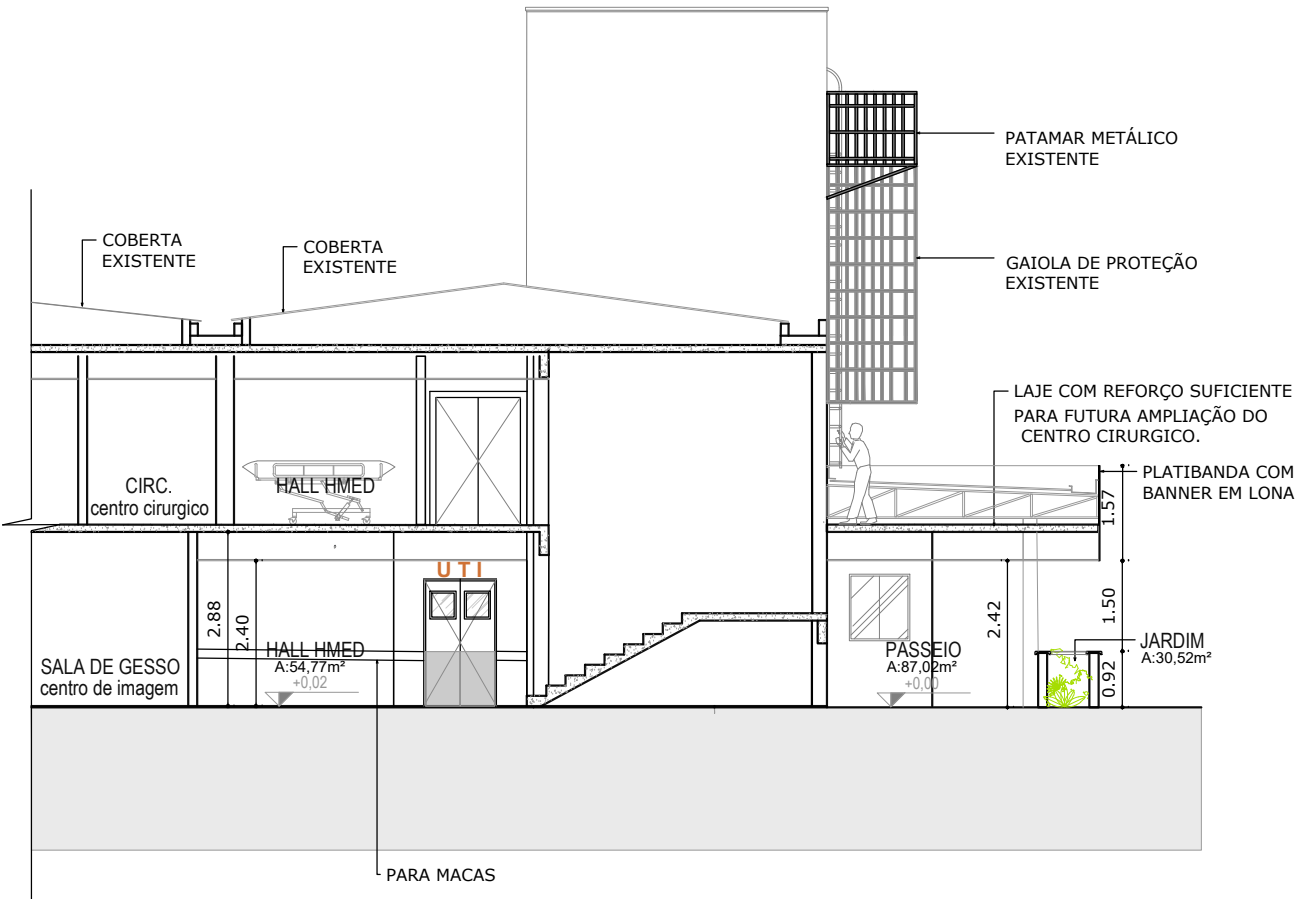 PATAMAR METÁLICO
EXISTENTE
COBERTA
EXISTENTE
COBERTA
EXISTENTE
GAIOLA DE PROTEÇÃO
EXISTENTE
LAJE COM REFORÇO SUFICIENTE
PARA FUTURA AMPLIAÇÃO DO
CENTRO CIRURGICO.
PLATIBANDA COM
BANNER EM LONA
CIRC.
centro cirurgico
HALL HMED
1.57
UTI
2.88
2.40
2.42
1.50
SALA DE GESSO
centro de imagem
HALL HMED
A:54,77m²
+0,02
PASSEIO
A:87,02m²
+0,00
JARDIM
A:30,52m²
0.92
PARA MACAS